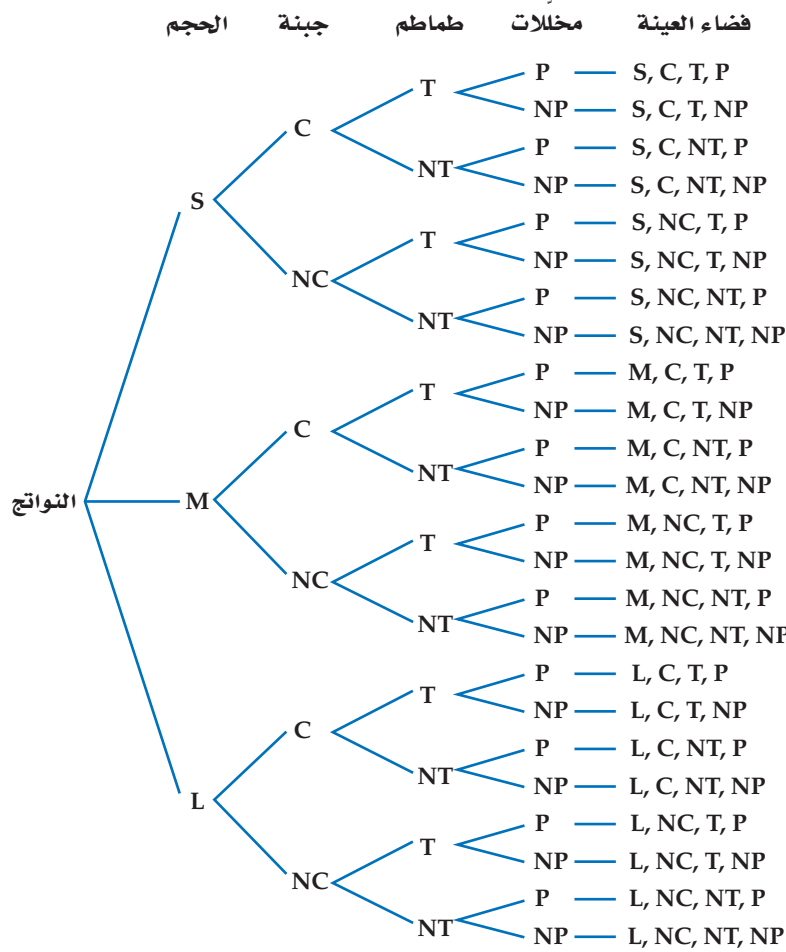 الحجم جبنة طماطم مخللات فضاء العينة
T P S, C, T, P
NP S, C, T, NP
C
NT P S, C, NT, P
NP S, C, NT, NP
S
T P S, NC, T, P
NP S, NC, T, NP
NC
NT P S, NC, NT, P
NP S, NC, NT, NP
T P M, C, T, P
NP M, C, T, NP
C
NT P M, C, NT, P
NP M, C, NT, NP
النواتج M
T P M, NC, T, P
NP M, NC, T, NP
NC
NT P M, NC, NT, P
NP M, NC, NT, NP
T P L, C, T, P
NP L, C, T, NP
C
NT P L, C, NT, P
NP L, C, NT, NP
L
T P L, NC, T, P
NP L, NC, T, NP
NC
NT P L, NC, NT, P
NP L, NC, NT, NP